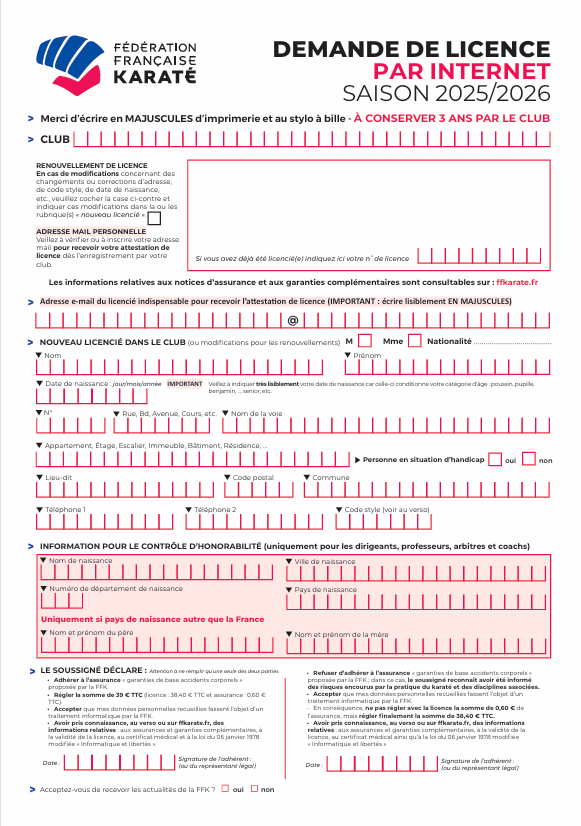 FÉDÉRATION
FRANÇAISE
KARATÉ
DEMANDE DE LICENCE
PAR INTERNET
SAISON 2025/2026
> Merci d'écrire en MAJUSCULES d'imprimerie et au stylo à bille - À CONSERVER 3 ANS PAR LE CLUB
> CLUB
RENOUVELLEMENT DE LICENCE
En cas de modifications concernant des
changements ou corrections d'adresse,
de code style, de date de naissance,
etc., veuillez cocher la case ci-contre et
indiquer ces modifications dans la ou les
rubrique(s) « nouveau licencié ».
ADRESSE MAIL PERSONNELLE
Veillez à vérifier ou à inscrire votre adresse
mail pour recevoir votre attestation de
licence dès l'enregistrement par votre
club.
Si vous avez déjà été licencié(e) indiquez ici votre n° de licence
Les informations relatives aux notices d'assurance et aux garanties complémentaires sont consultables sur : ffkarate.fr
> Adresse e-mail du licencié indispensable pour recevoir l'attestation de licence (IMPORTANT : écrire lisiblement EN MAJUSCULES)
@
> NOUVEAU LICENCIÉ DANS LE CLUB (ou modifications pour les renouvellements) M Mme Nationalité
▼ Nom ▼ Prénom
▼ Date de naissance : jour/mois/année IMPORTANT Veillez à indiquer très lisiblement votre date de naissance car celle-ci conditionne votre catégorie d'âge : poussin, pupille,
benjamin, ..., senior, etc.
▼ N° ▼ Rue, Bd, Avenue, Cours, etc. ▼ Nom de la voie
▼ Appartement, Étage, Escalier, Immeuble, Bâtiment, Résidence, ...
▶ Personne en situation d'handicap oui non
▼ Lieu-dit ▼ Code postal ▼ Commune
▼ Téléphone 1 ▼ Téléphone 2 ▼ Code style (voir au verso)
> INFORMATION POUR LE CONTRÔLE D'HONORABILITÉ (uniquement pour les dirigeants, professeurs, arbitres et coachs)
▼ Nom de naissance ▼ Ville de naissance
▼ Numéro de département de naissance ▼ Pays de naissance
Uniquement si pays de naissance autre que la France
▼ Nom et prénom du père ▼ Nom et prénom de la mère
> LE SOUSSIGNÉ DÉCLARE : Attention à ne remplir qu'une seule des deux parties
• Adhérer à l'assurance « garanties de base accidents corporels »
proposée par la FFK.
• Régler la somme de 39 € TTC (licence : 38,40 € TTC et assurance : 0,60 €
TTC).
• Accepter que mes données personnelles recueillies fassent l'objet d'un
traitement informatique par la FFK.
• Avoir pris connaissance, au verso ou sur ffkarate.fr, des
informations relatives : aux assurances et garanties complémentaires, à
la validité de la licence, au certificat médical et à la loi du 06 janvier 1978
modifiée « Informatique et libertés ».
Date : Signature de l'adhérent :
(ou du représentant légal)
• Refuser d'adhérer à l'assurance « garanties de base accidents corporels »
proposée par la FFK ; dans ce cas, le soussigné reconnait avoir été informé
des risques encourus par la pratique du karaté et des disciplines associées.
• Accepter que mes données personnelles recueillies fassent l'objet d'un
traitement informatique par la FFK.
- En conséquence, ne pas régler avec la licence la somme de 0,60 € de
l'assurance, mais régler finalement la somme de 38,40 € TTC.
• Avoir pris connaissance, au verso ou sur ffkarate.fr, des informations
relatives : aux assurances et garanties complémentaires, à la validité de la
licence, au certificat médical ainsi qu'à la loi du 06 janvier 1978 modifiée
« Informatique et libertés ».
Date : Signature de l'adhérent :
(ou du représentant légal)
> Acceptez-vous de recevoir les actualités de la FFK ? oui non